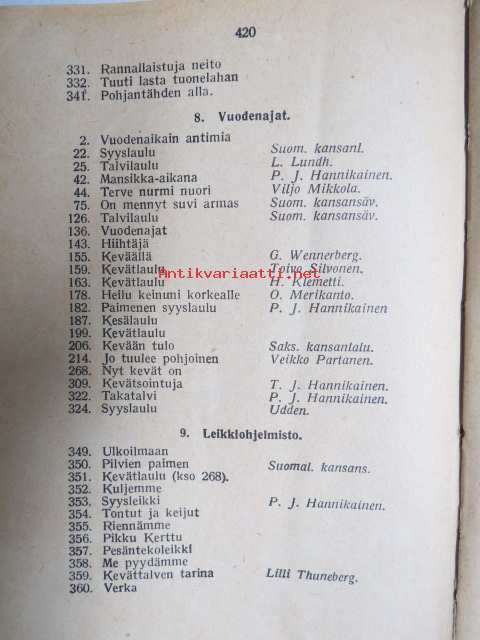 420
331. Rannallaistuja neito
332. Tuuti lasta tuonelahan
341. Pohjantähden alla.
8. Vuodenajat.
2. Vuodenaikain antimia
22. Syyslaulu Suom. kansanl.
25. Talvilaulu L. Lundh.
42. Mansikka-aikana P. J. Hannikainen.
44. Terve nurmi nuori Viljo Mikkola.
75. On mennyt suvi armas Suom. kansansäv.
126. Talvilaulu Suom. kansansäv.
136. Vuodenajat
143. Hiihtäjä
155. Keväällä G. Wennerberg.
159. Kevätlaulu Toivo Silvonen.
Antikvariaatti.net
163. Kevätlaulu H. Klemetti.
178. Heilu keinuni korkealle O. Merikanto.
182. Paimenen syyslaulu P. J. Hannikainen
187. Kesälaulu
199. Kevätlaulu
206. Kevään tulo Saks. kansanlalu.
214. Jo tuulee pohjoinen Veikko Partanen.
268. Nyt kevät on
309. Kevätsointuja T. J. Hannikainen.
322. Takatalvi P. J. Hannikainen.
324. Syyslaulu Udden.
9. Leikkiohjelmisto.
349. Ulkoilmaan
350. Pilvien paimen Suomal. kansans.
351. Kevätlaulu (kso 268).
352. Kuljemme
353. Syysleikki P. J. Hannikainen.
354. Tontut ja keijut
355. Riennämme
356. Pikku Kerttu
357. Pesäntekoleikki
358. Me pyydämme
359. Kevättalven tarina Lilli Thuneberg.
360. Verka